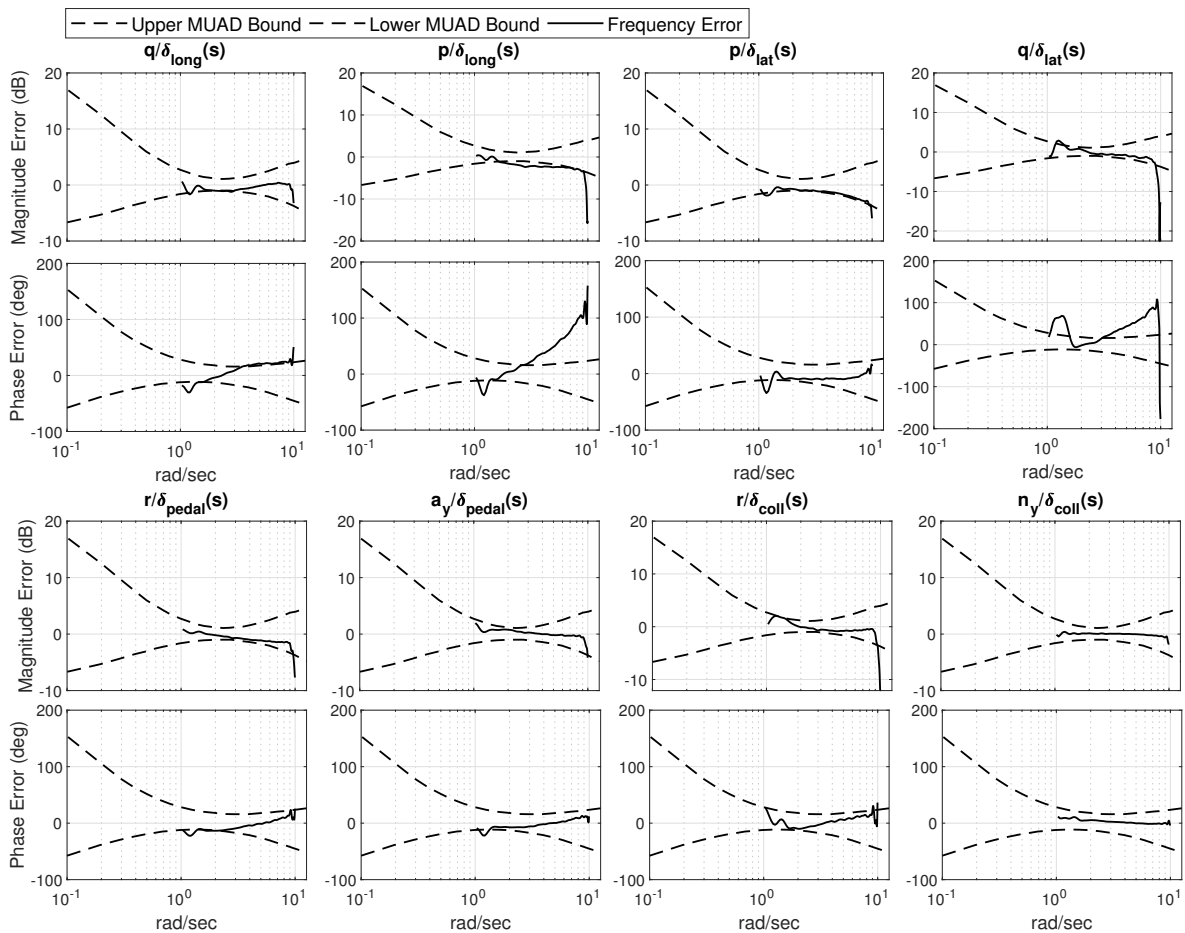 Upper MUAD Bound Lower MUAD Bound Frequency Error
q/δlong(s) p/δlong(s) p/δlat(s) q/δlat(s)
Magnitude Error (dB)
20 10 0 -10
20 10 0 -10 -20
20 10 0 -10
20 10 0 -10 -20
Phase Error (deg)
200 100 0 -100
200 100 0 -100
200 100 0 -100
200 100 0 -100 -200
10-1 100 101 10-1 100 101 10-1 100 101 10-1 100 101
rad/sec rad/sec rad/sec rad/sec
r/δpedal(s) ay/δpedal(s) r/δcoll(s) ny/δcoll(s)
Magnitude Error (dB)
20 10 0 -10
20 10 0 -10
20 10 0 -10
20 10 0 -10
Phase Error (deg)
200 100 0 -100
200 100 0 -100
200 100 0 -100
200 100 0 -100
10-1 100 101 10-1 100 101 10-1 100 101 10-1 100 101
rad/sec rad/sec rad/sec rad/sec